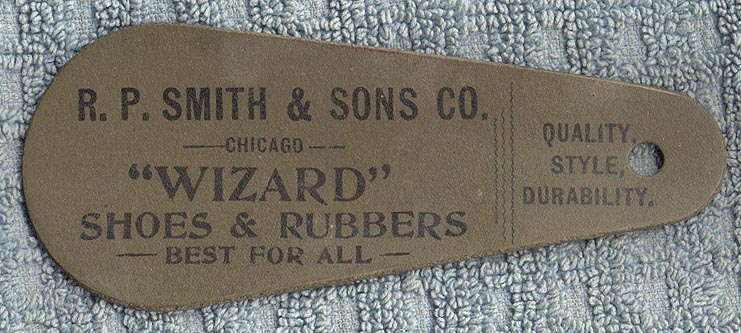 R. P. SMITH & SONS CO.
— CHICAGO —
"WIZARD"
SHOES & RUBBERS
— BEST FOR ALL —
QUALITY,
STYLE,
DURABILITY.